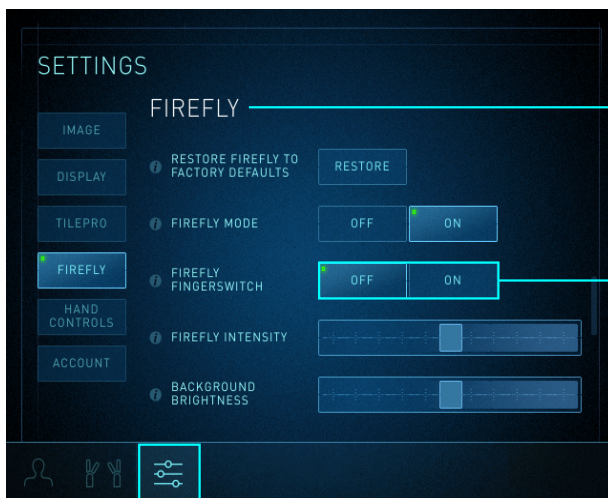 SETTINGS
FIREFLY
IMAGE
DISPLAY
TILEPRO
FIREFLY
HAND
CONTROLS
ACCOUNT
RESTORE FIREFLY TO
FACTORY DEFAULTS
RESTORE
FIREFLY MODE
OFF
ON
FIREFLY
FINGERSWITCH
OFF
ON
FIREFLY INTENSITY
BACKGROUND
BRIGHTNESS